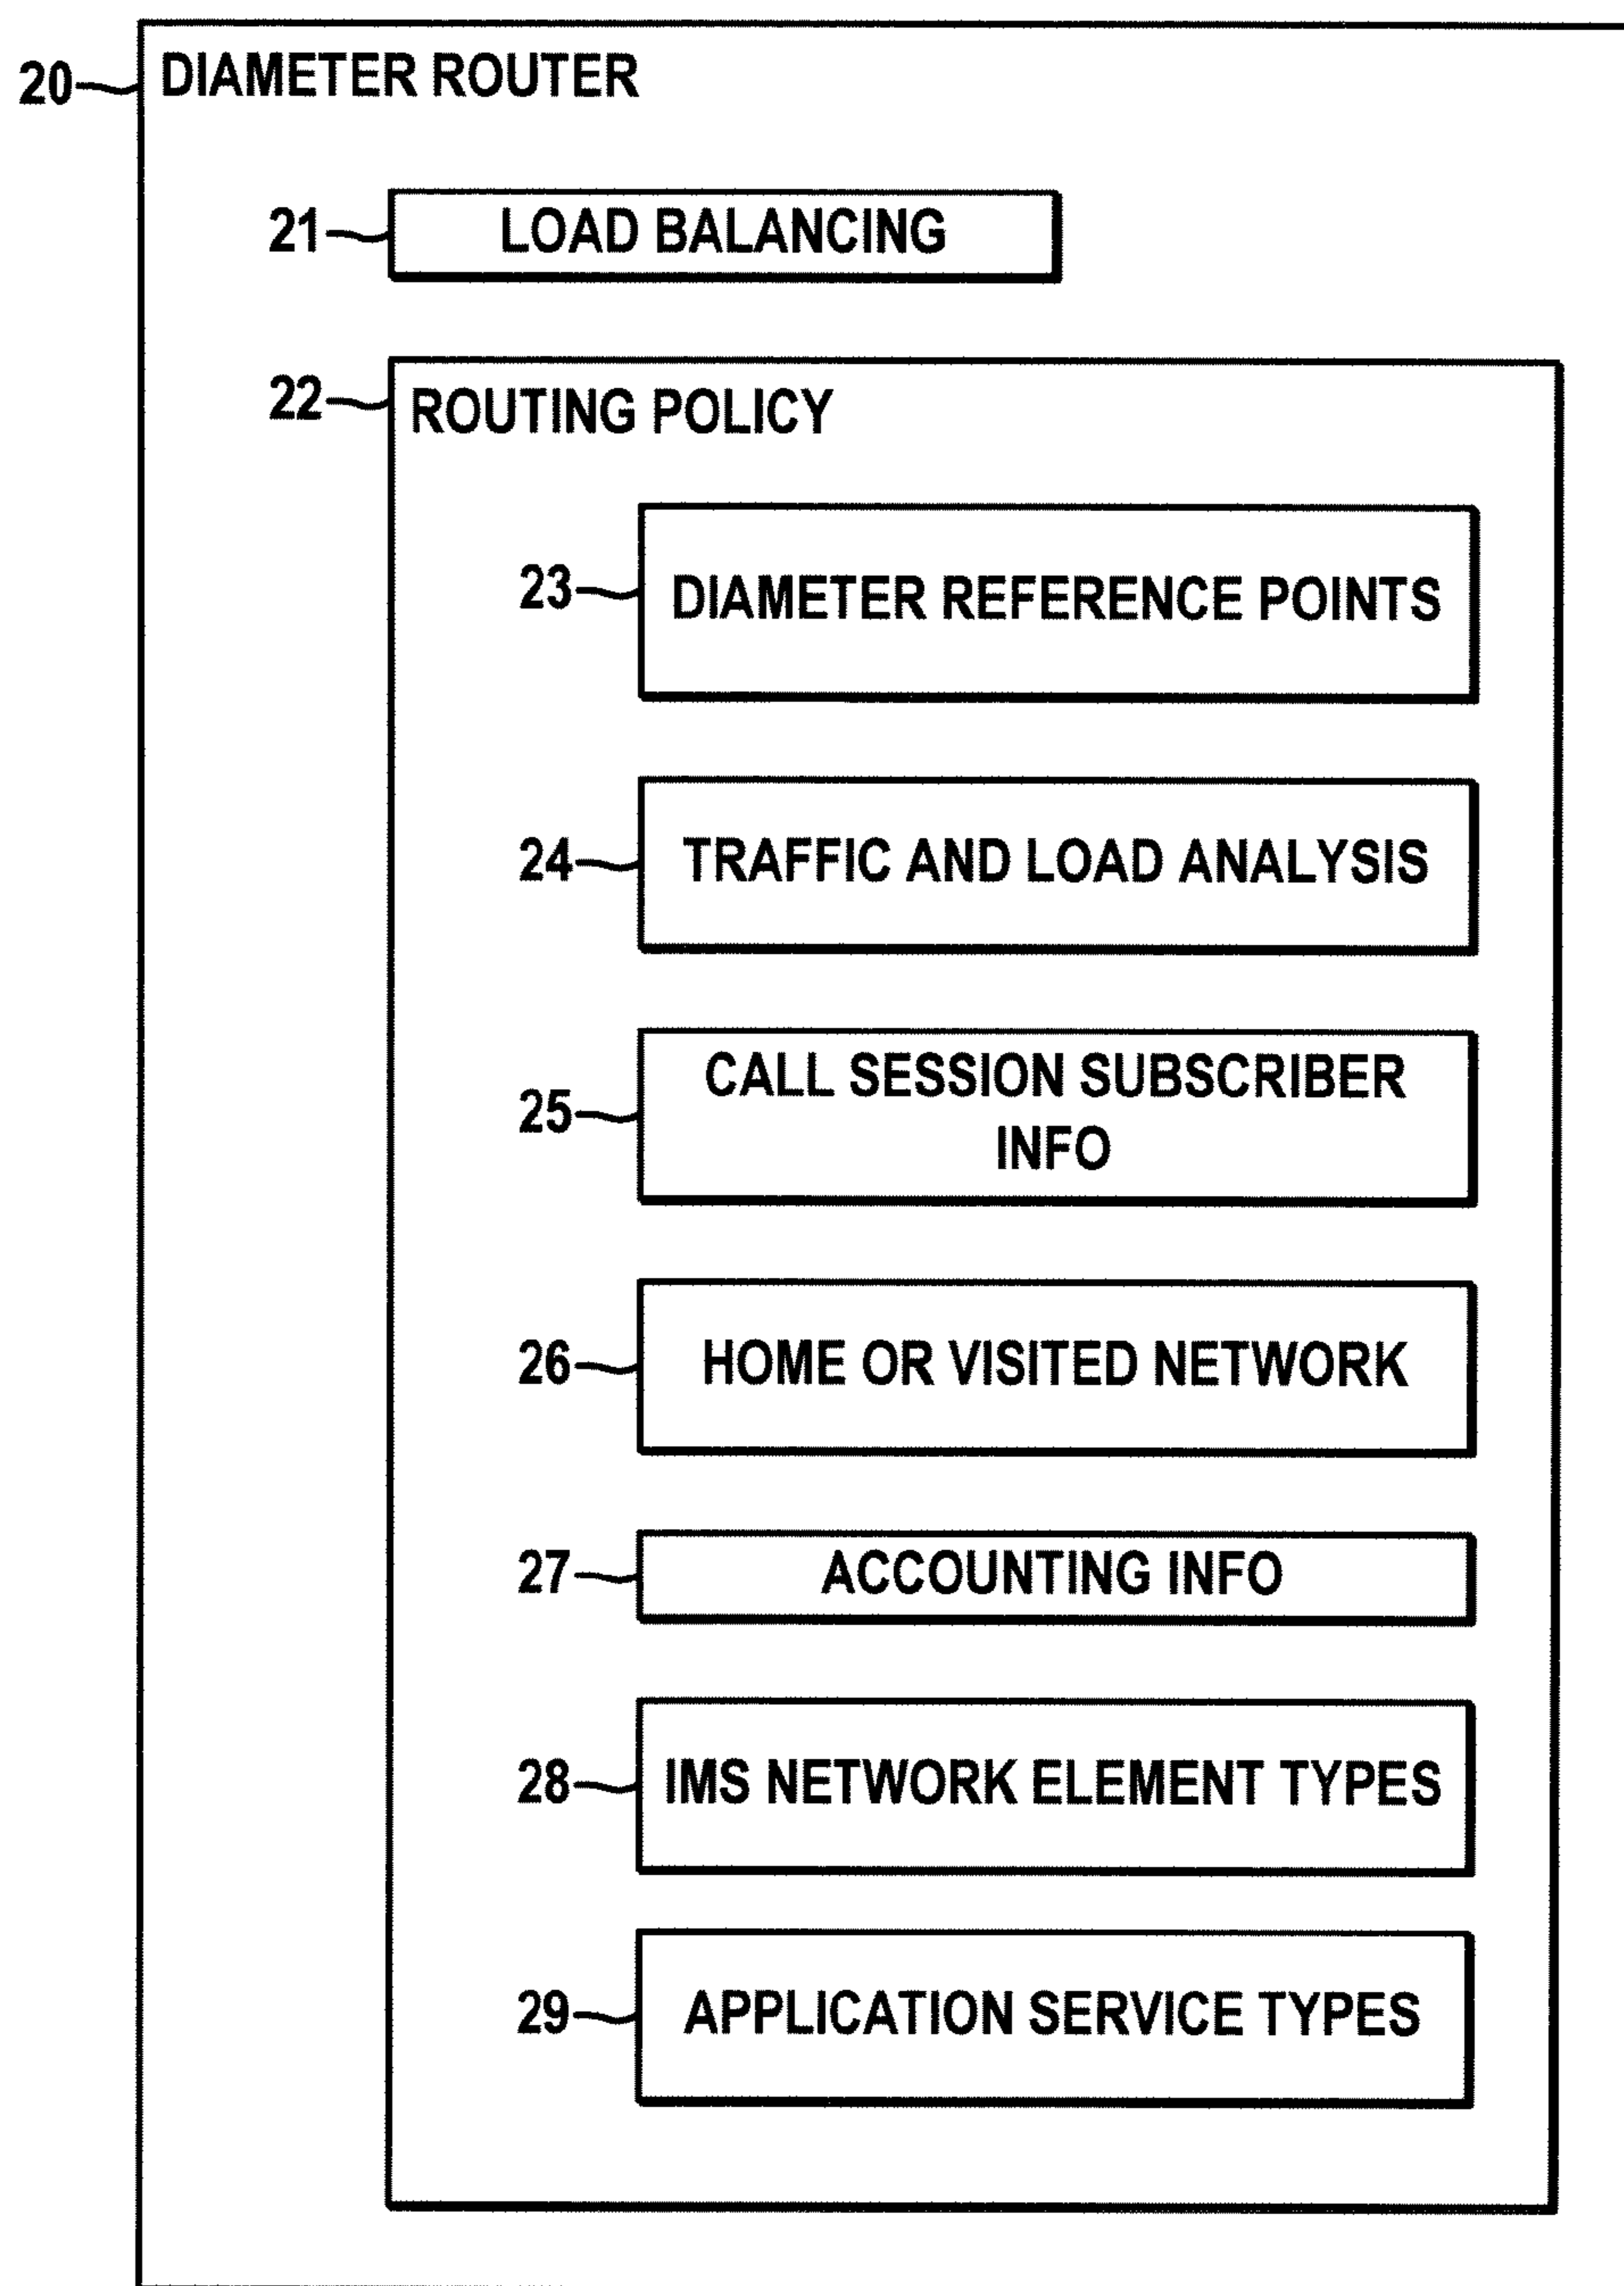 20 DIAMETER ROUTER
21 LOAD BALANCING
22 ROUTING POLICY
23 DIAMETER REFERENCE POINTS
24 TRAFFIC AND LOAD ANALYSIS
25 CALL SESSION SUBSCRIBER
INFO
26 HOME OR VISITED NETWORK
27 ACCOUNTING INFO
28 IMS NETWORK ELEMENT TYPES
29 APPLICATION SERVICE TYPES